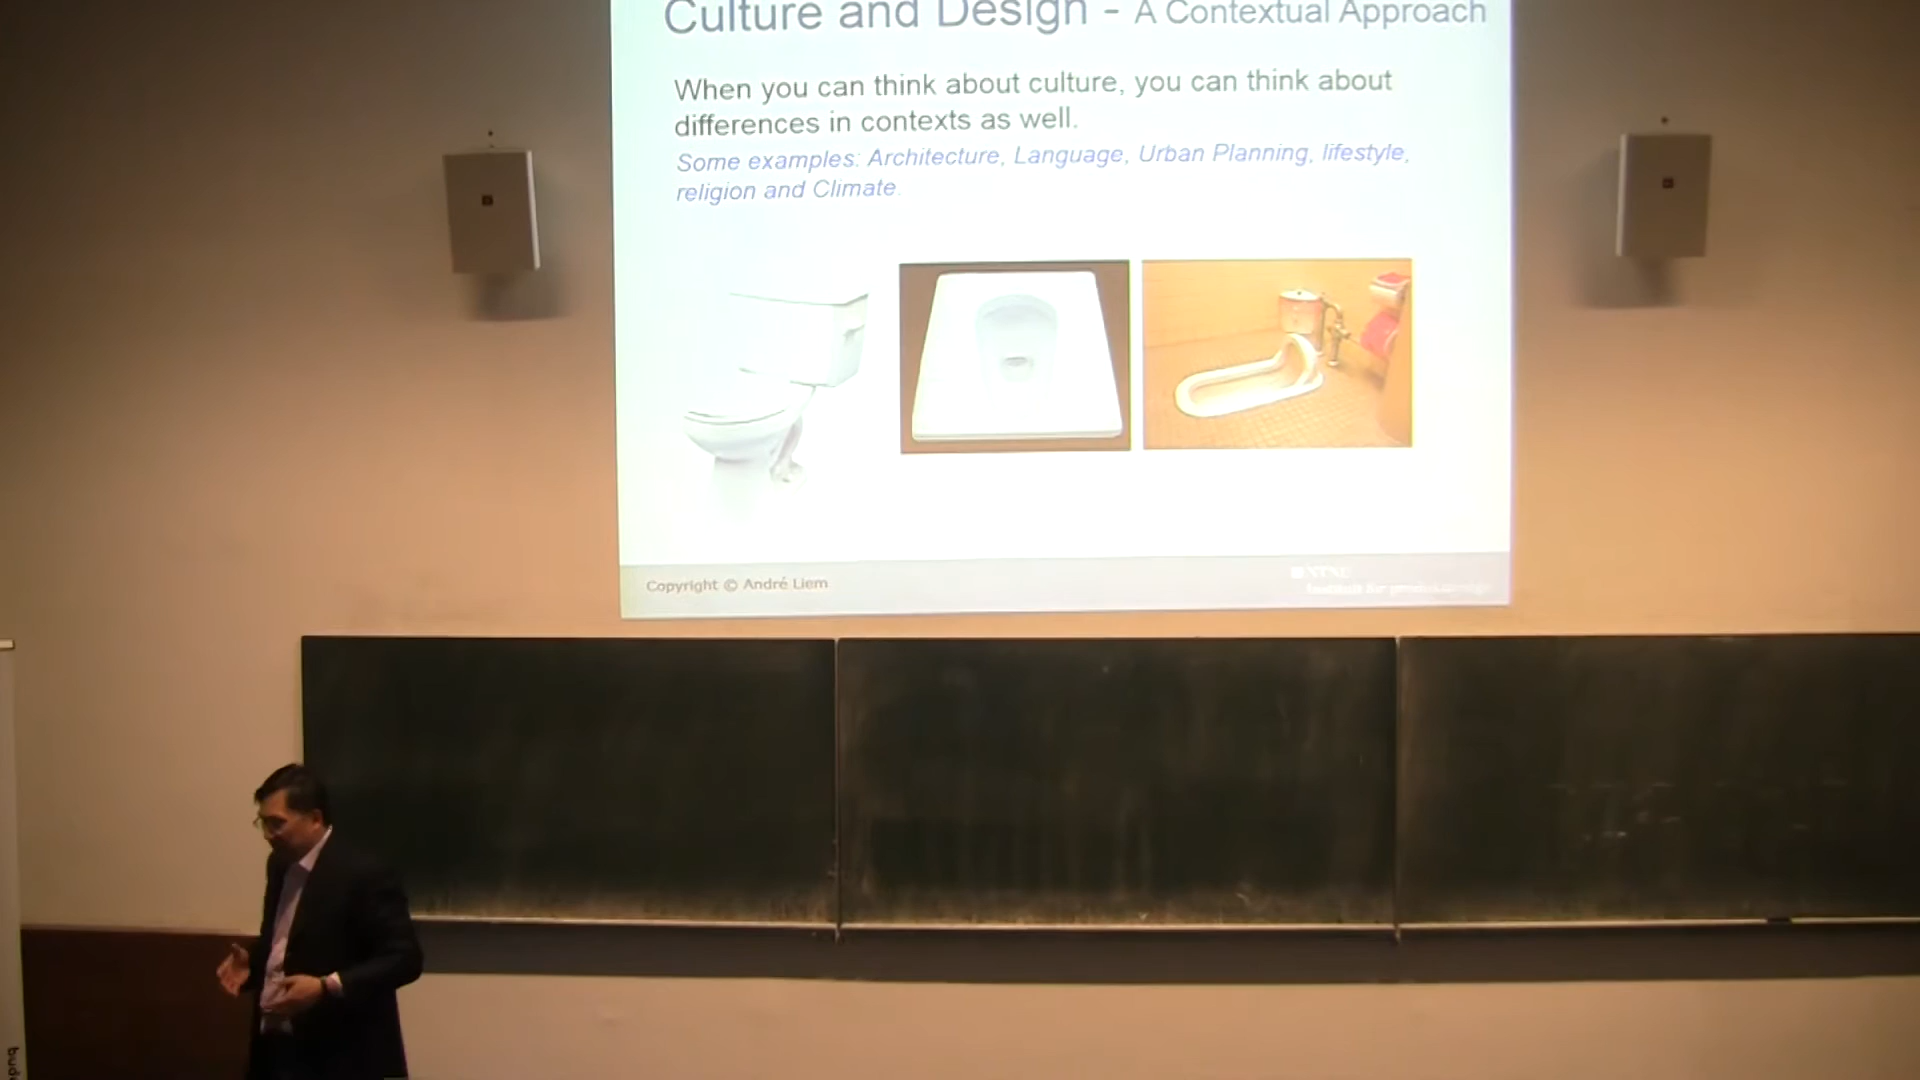 Culture and Design - A Contextual Approach
When you can think about culture, you can think about
differences in contexts as well.
Some examples: Architecture, Language, Urban Planning, lifestyle,
religion and Climate.
Copyright © André Liem
NTNU